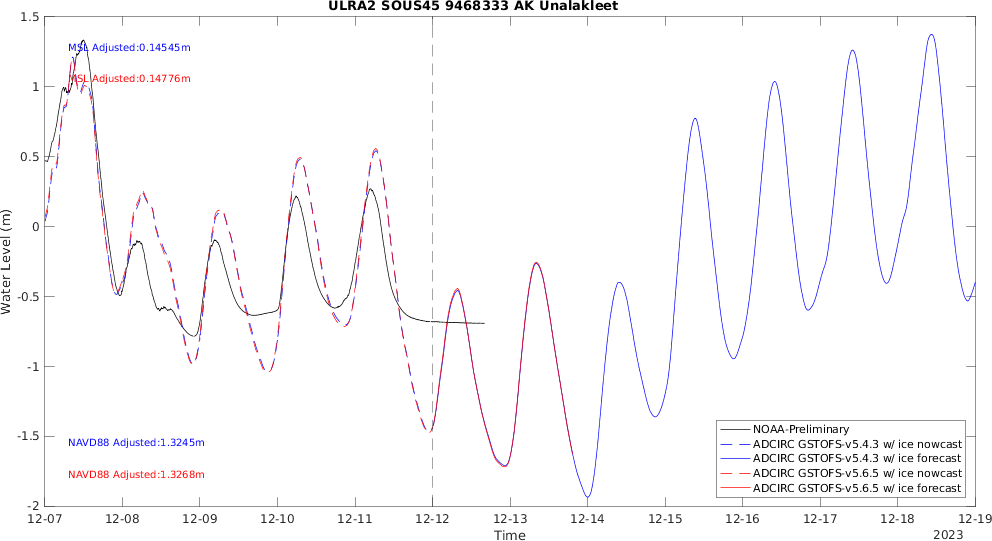 ULRA2 SOUS45 9468333 AK Unalakleet
1.5
1
0.5
0
-0.5
-1
-1.5
-2
Water Level (m)
MSL Adjusted:0.14545m
MSL Adjusted:0.14776m
NAVD88 Adjusted:1.3245m
NAVD88 Adjusted:1.3268m
NOAA-Preliminary
ADCIRC GSTOFS-v5.4.3 w/ ice nowcast
ADCIRC GSTOFS-v5.4.3 w/ ice forecast
ADCIRC GSTOFS-v5.6.5 w/ ice nowcast
ADCIRC GSTOFS-v5.6.5 w/ ice forecast
12-07 12-08 12-09 12-10 12-11 12-12 12-13 12-14 12-15 12-16 12-17 12-18 12-19
Time
2023